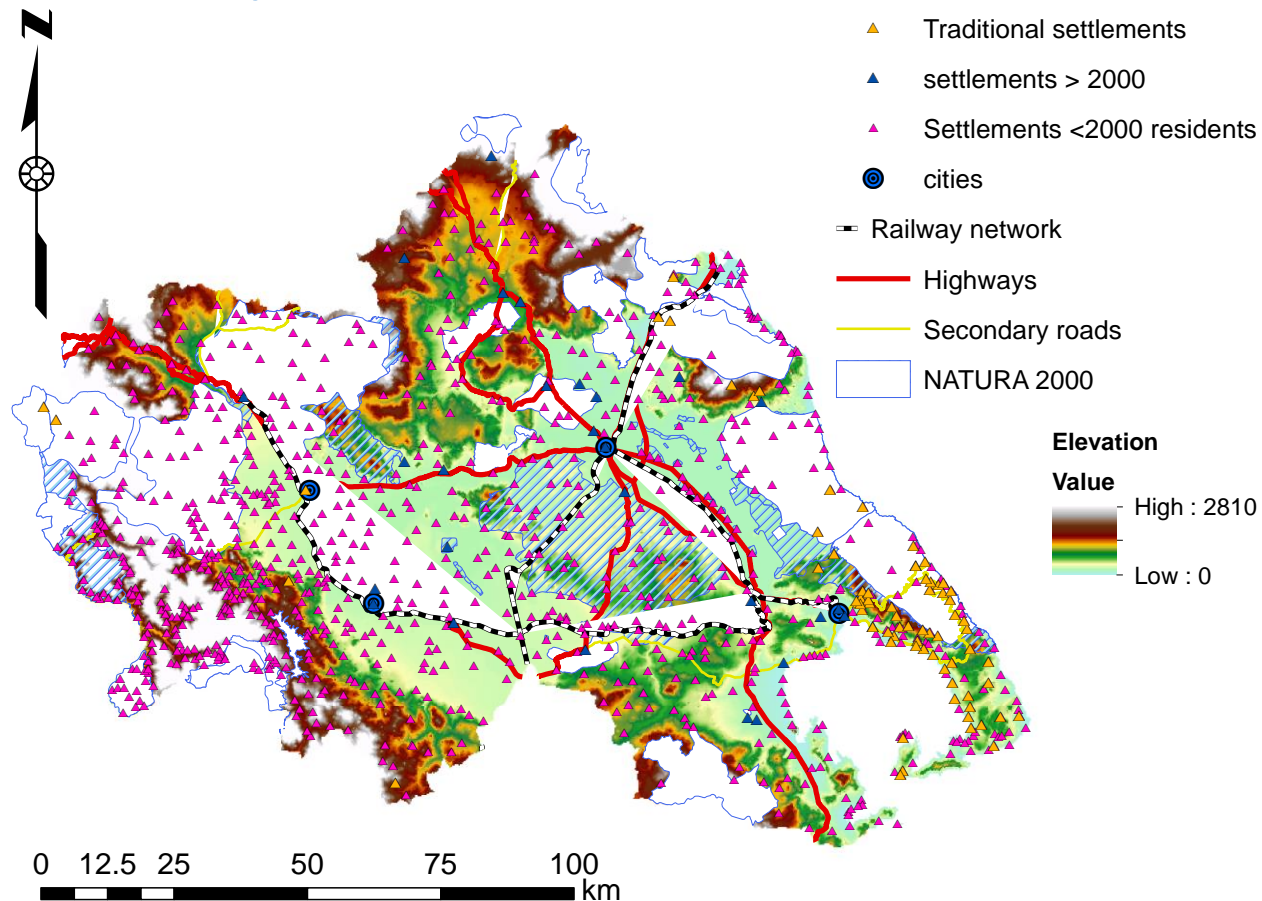 N
Traditional settlements
settlements > 2000
Settlements <2000 residents
cities
Railway network
Highways
Secondary roads
NATURA 2000
Elevation
Value
High : 2810
Low : 0
0 12.5 25 50 75 100
km